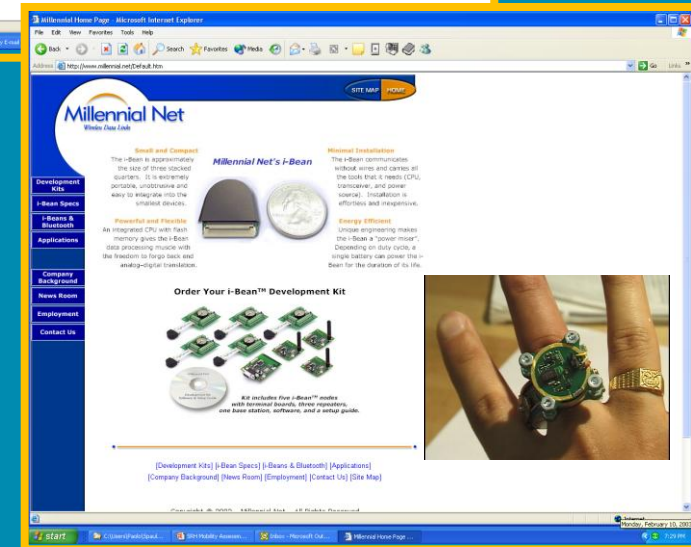 y E-mail
Millennial Home Page - Microsoft Internet Explorer
File Edit View Favorites Tools Help
Back Search Favorites Media
Address http://www.millennial.net/Default.htm Go Links
SITE MAP HOME
Millennial Net
Wireless Data Links
Development Kits
i-Bean Specs
i-Beans & Bluetooth
Applications
Company Background
News Room
Employment
Contact Us
Small and Compact
The i-Bean is approximately
the size of three stacked
quarters. It is extremely
portable, unobtrusive and
easy to integrate into the
smallest devices.
Powerful and Flexible
An integrated CPU with flash
memory gives the i-Bean
data processing muscle with
the freedom to forgo back end
analog-digital translation.
Millennial Net's i-Bean
Minimal Installation
The i-Bean communicates
without wires and carries all
the tools that it needs (CPU,
transceiver, and power
source). Installation is
effortless and inexpensive.
Energy Efficient
Unique engineering makes
the i-Bean a "power miser".
Depending on duty cycle, a
single battery can power the i-
Bean for the duration of its life.
Order Your i-Bean™ Development Kit
Kit includes five i-Bean™ nodes
with terminal boards, three repeaters,
one base station, software, and a setup guide.
[Development Kits] [i-Bean Specs] [i-Beans & Bluetooth] [Applications]
[Company Background] [News Room] [Employment] [Contact Us] [Site Map]
Internet
Monday, February 10, 2003
start
Inbox - Microsoft Out...
Millennial Home Page ...
7:29 PM